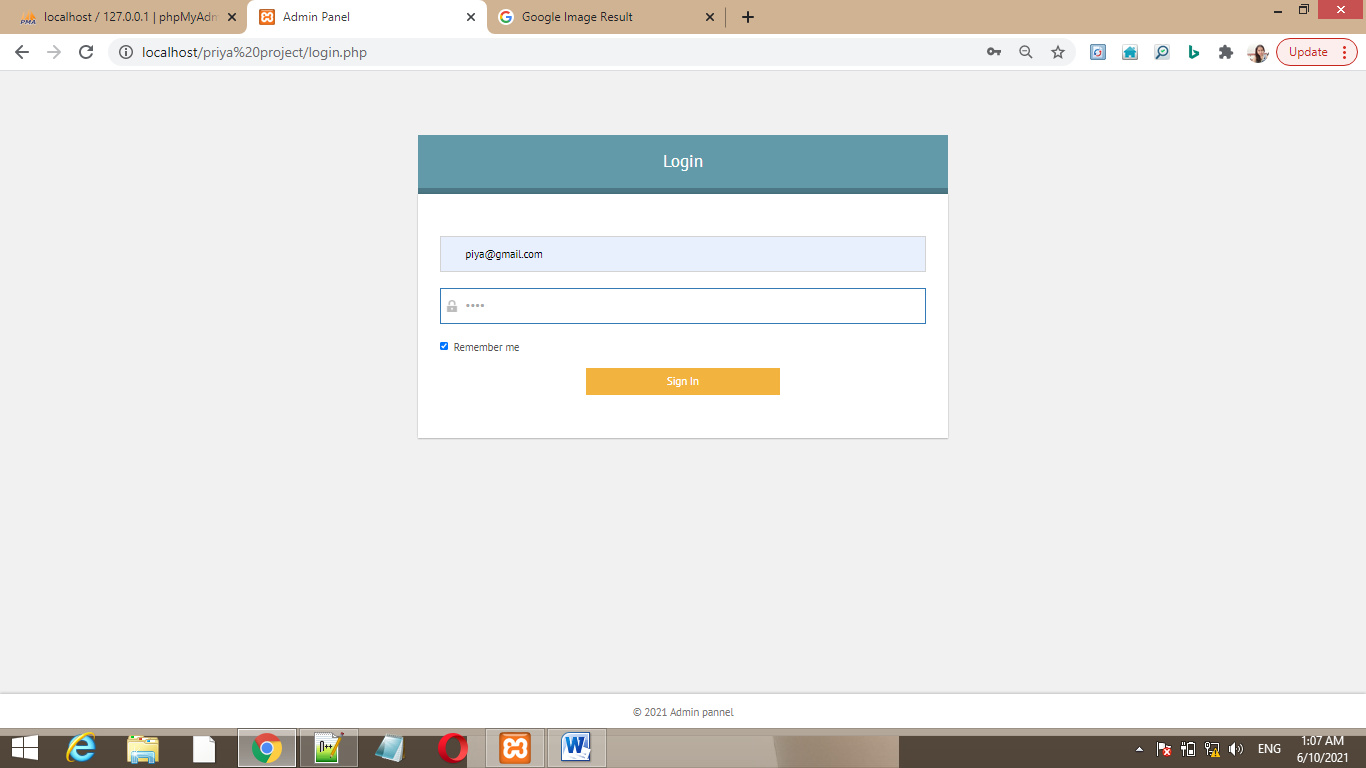 localhost / 127.0.0.1 | phpMyAdm
Admin Panel
Google Image Result
localhost/priya%20project/login.php
Update
Login
piya@gmail.com
••••
Remember me
Sign In
© 2021 Admin pannel
ENG
1:07 AM
6/10/2021